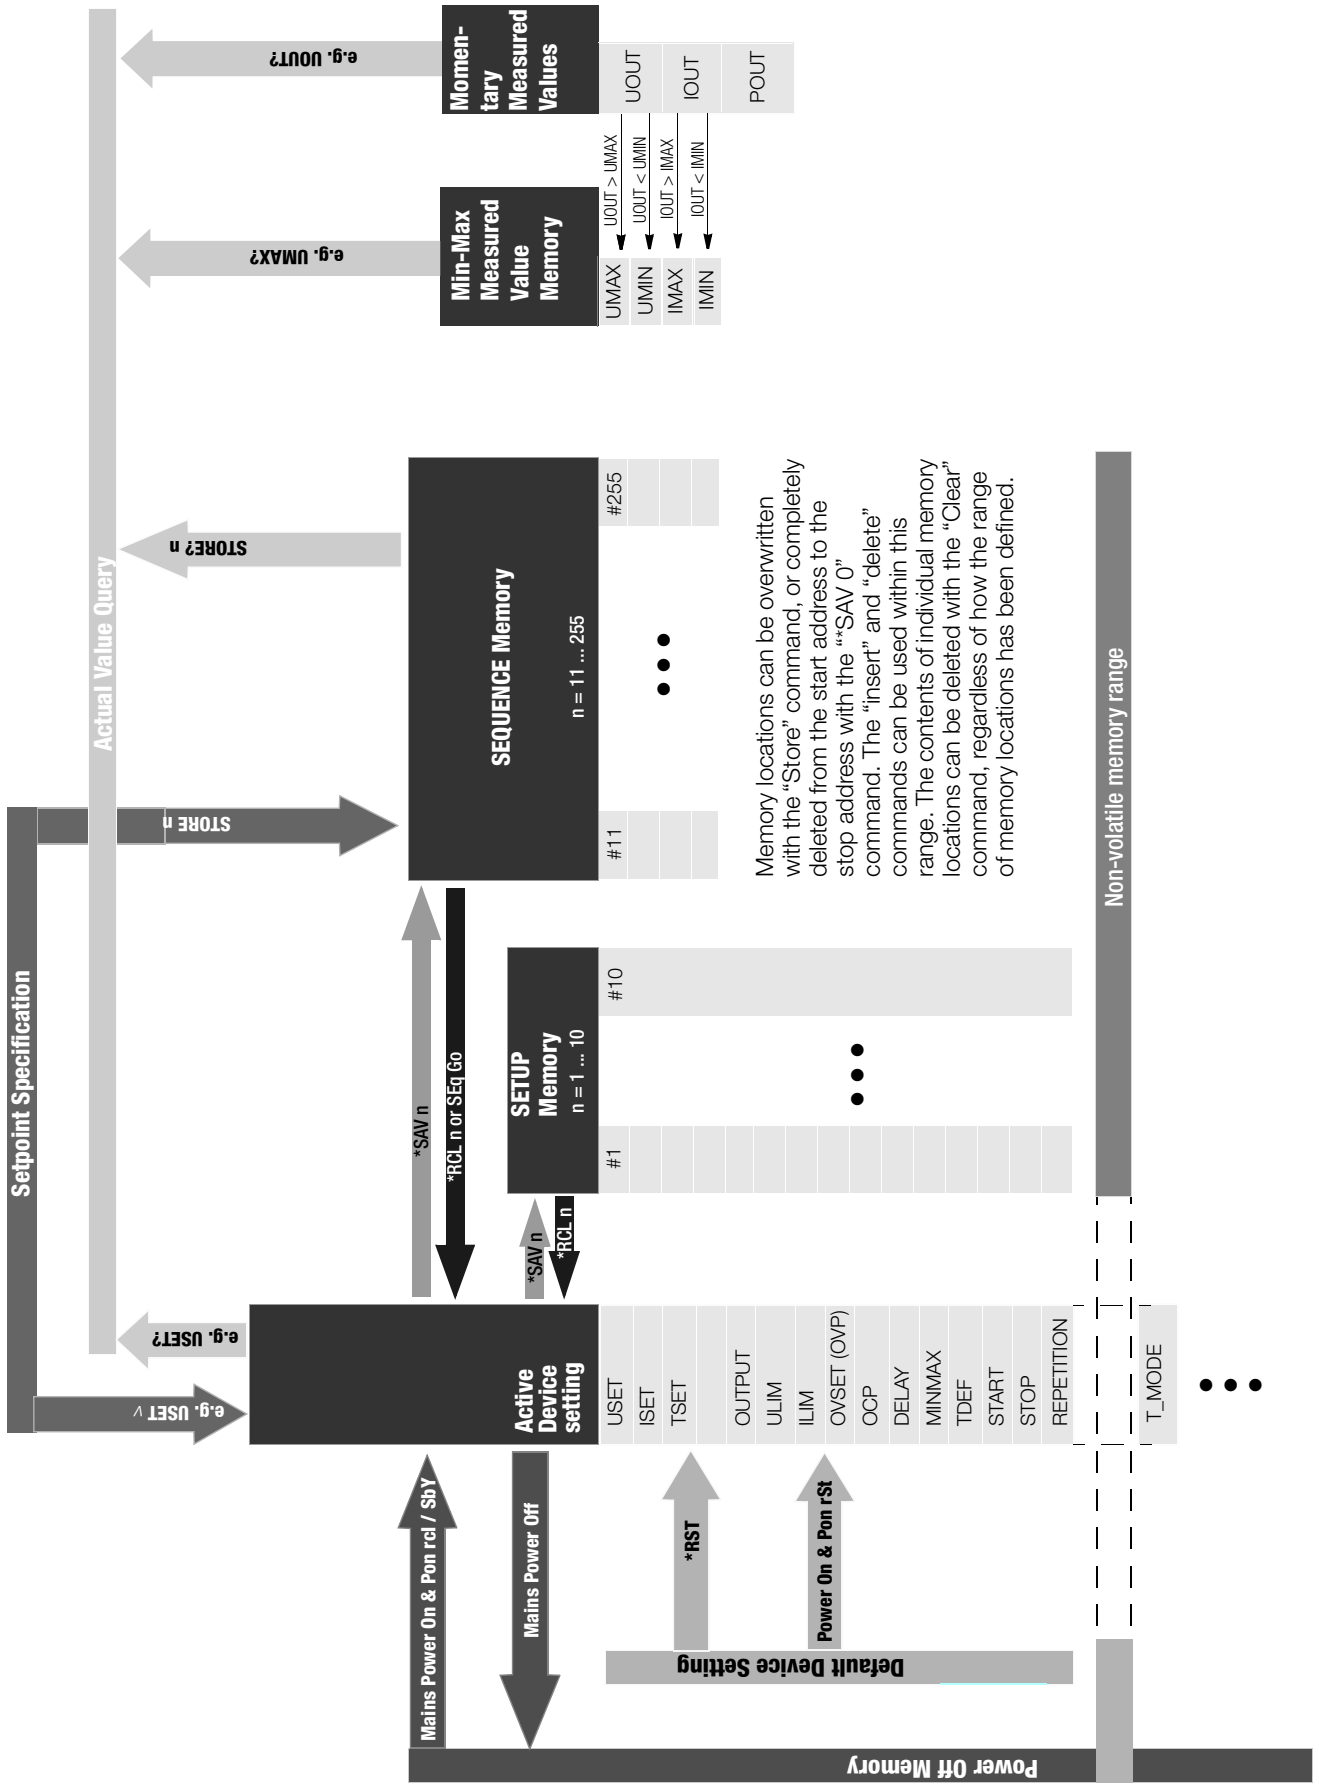 Setpoint Specification
Actual Value Query
e.g. USET v
e.g. USET?
STORE n
STORE? n
e.g. UMAX?
e.g. UOUT?
Mains Power On & Pon rcl / SbY
Mains Power Off
Active
Device
setting
*SAV n
*RCL n or SEq Go
*SAV n
*RCL n
SETUP
Memory
n = 1 ... 10
SEQUENCE Memory
n = 11 ... 255
Min-Max
Measured
Value
Memory
Momen-
tary
Measured
Values
USET
ISET
TSET
OUTPUT
ULIM
ILIM
OVSET (OVP)
OCP
DELAY
MINMAX
TDEF
START
STOP
REPETITION
T_MODE
#1
#10
#11
#255
UMAX
UMIN
IMAX
IMIN
UOUT > UMAX
UOUT < UMIN
IOUT > IMAX
IOUT < IMIN
UOUT
IOUT
POUT
*RST
Power On & Pon rSt
Default Device Setting
Power Off Memory
Memory locations can be overwritten
with the “Store” command, or completely
deleted from the start address to the
stop address with the “*SAV 0”
command. The “insert” and “delete”
commands can be used within this
range. The contents of individual memory
locations can be deleted with the “Clear”
command, regardless of how the range
of memory locations has been defined.
Non-volatile memory range